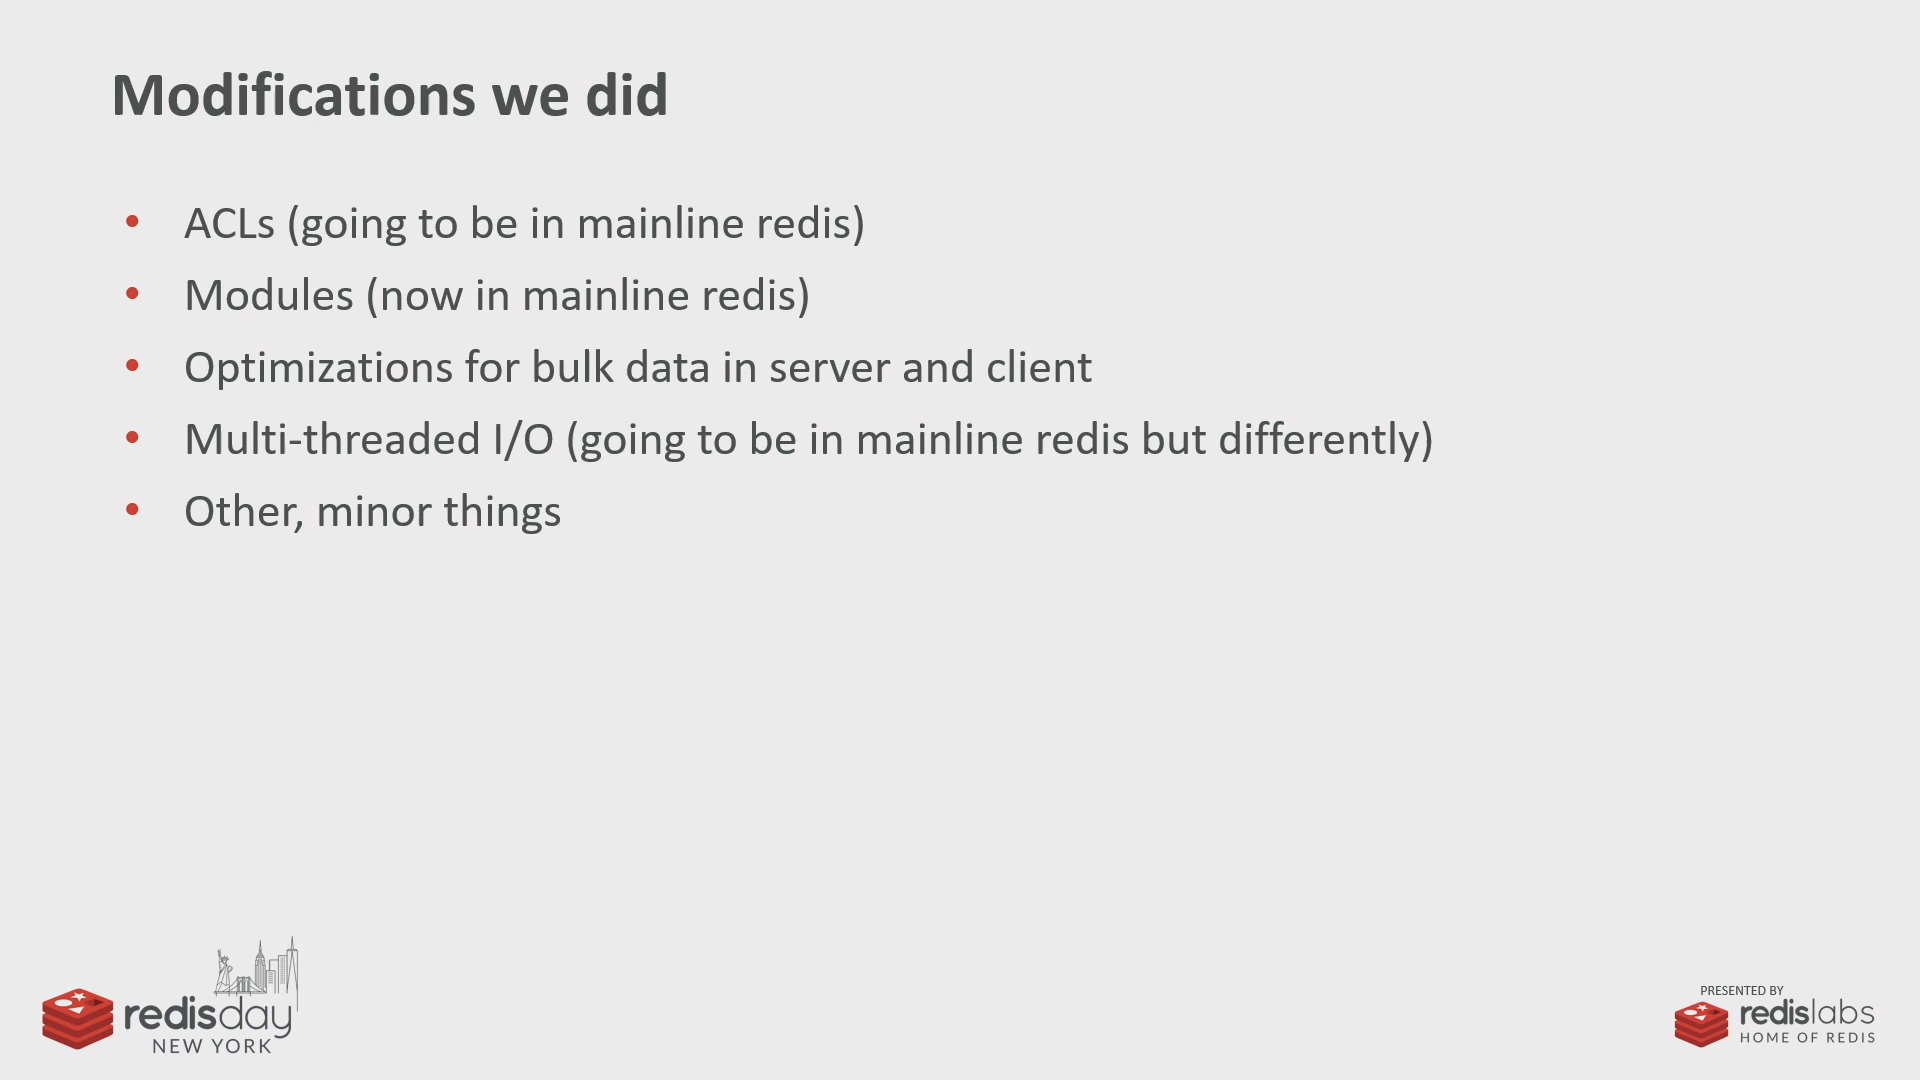 Modifications we did
• ACLs (going to be in mainline redis)
• Modules (now in mainline redis)
• Optimizations for bulk data in server and client
• Multi-threaded I/O (going to be in mainline redis but differently)
• Other, minor things
redisday
NEW YORK
PRESENTED BY
redislabs
HOME OF REDIS